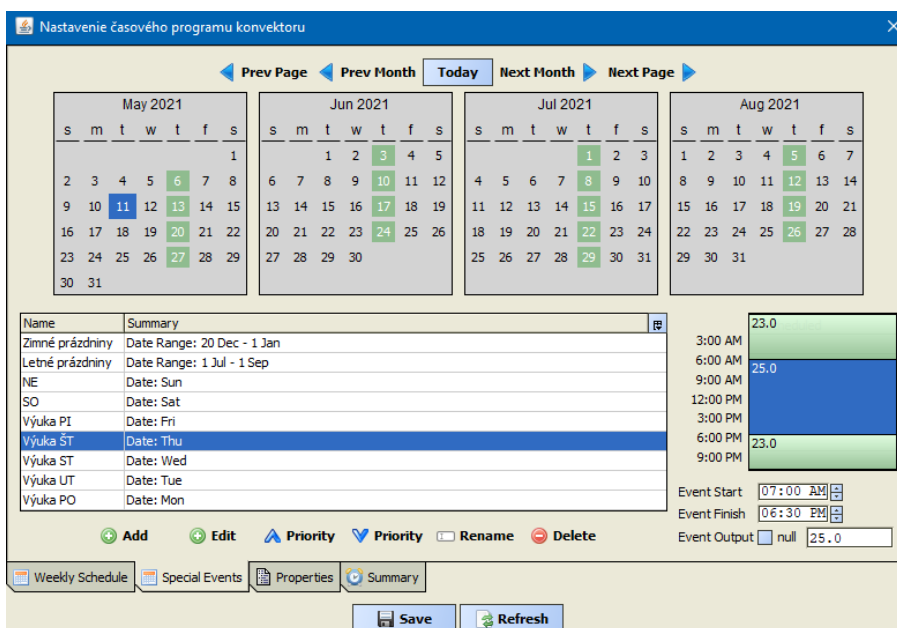 Nastavenie časového programu konvektoru
Prev Page Prev Month Today Next Month Next Page
May 2021 Jun 2021 Jul 2021 Aug 2021
s m t w t f s s m t w t f s s m t w t f s s m t w t f s
1 1 2 3 4 5 1 2 3 1 2 3 4 5 6 7
2 3 4 5 6 7 8 6 7 8 9 10 11 12 4 5 6 7 8 9 10 8 9 10 11 12 13 14
9 10 11 12 13 14 15 13 14 15 16 17 18 19 11 12 13 14 15 16 17 15 16 17 18 19 20 21
16 17 18 19 20 21 22 20 21 22 23 24 25 26 18 19 20 21 22 23 24 22 23 24 25 26 27 28
23 24 25 26 27 28 29 27 28 29 30 25 26 27 28 29 30 31 29 30 31
30 31
Name Summary
Zimné prázdniny Date Range: 20 Dec - 1 Jan
Letné prázdniny Date Range: 1 Jul - 1 Sep
NE Date: Sun
SO Date: Sat
Výuka PI Date: Fri
Výuka ŠT Date: Thu
Výuka ST Date: Wed
Výuka UT Date: Tue
Výuka PO Date: Mon
23.0
3:00 AM
6:00 AM
25.0
9:00 AM
12:00 PM
3:00 PM
6:00 PM
23.0
9:00 PM
Event Start 07:00 AM
Event Finish 06:30 PM
Event Output null 25.0
Add Edit Priority Priority Rename Delete
Weekly Schedule Special Events Properties Summary
Save Refresh